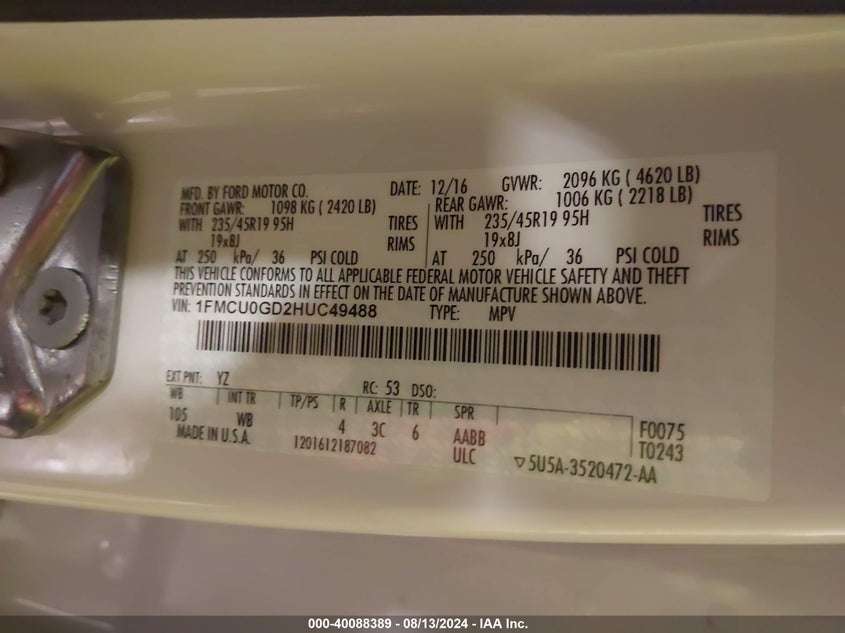 MFD. BY FORD MOTOR CO. DATE: 12/16 GVWR: 2096 KG ( 4620 LB)
FRONT GAWR: 1098 KG ( 2420 LB) REAR GAWR: 1006 KG ( 2218 LB)
WITH 235/45R19 95H TIRES WITH 235/45R19 95H TIRES
19x8J RIMS 19x8J RIMS
AT 250 kPa/ 36 PSI COLD AT 250 kPa/ 36 PSI COLD
THIS VEHICLE CONFORMS TO ALL APPLICABLE FEDERAL MOTOR VEHICLE SAFETY AND THEFT
PREVENTION STANDARDS IN EFFECT ON THE DATE OF MANUFACTURE SHOWN ABOVE.
VIN: 1FMCU0GD2HUC49488 TYPE: MPV
EXT PNT: YZ RC: 53 DSO:
WB INT TR TP/PS R AXLE TR SPR
105 WB 4 3C 6 AABB F0075
MADE IN U.S.A. 1201612187082 ULC T0243
▽5U5A-3520472-AA
000-40088389 - 08/13/2024 - IAA Inc.